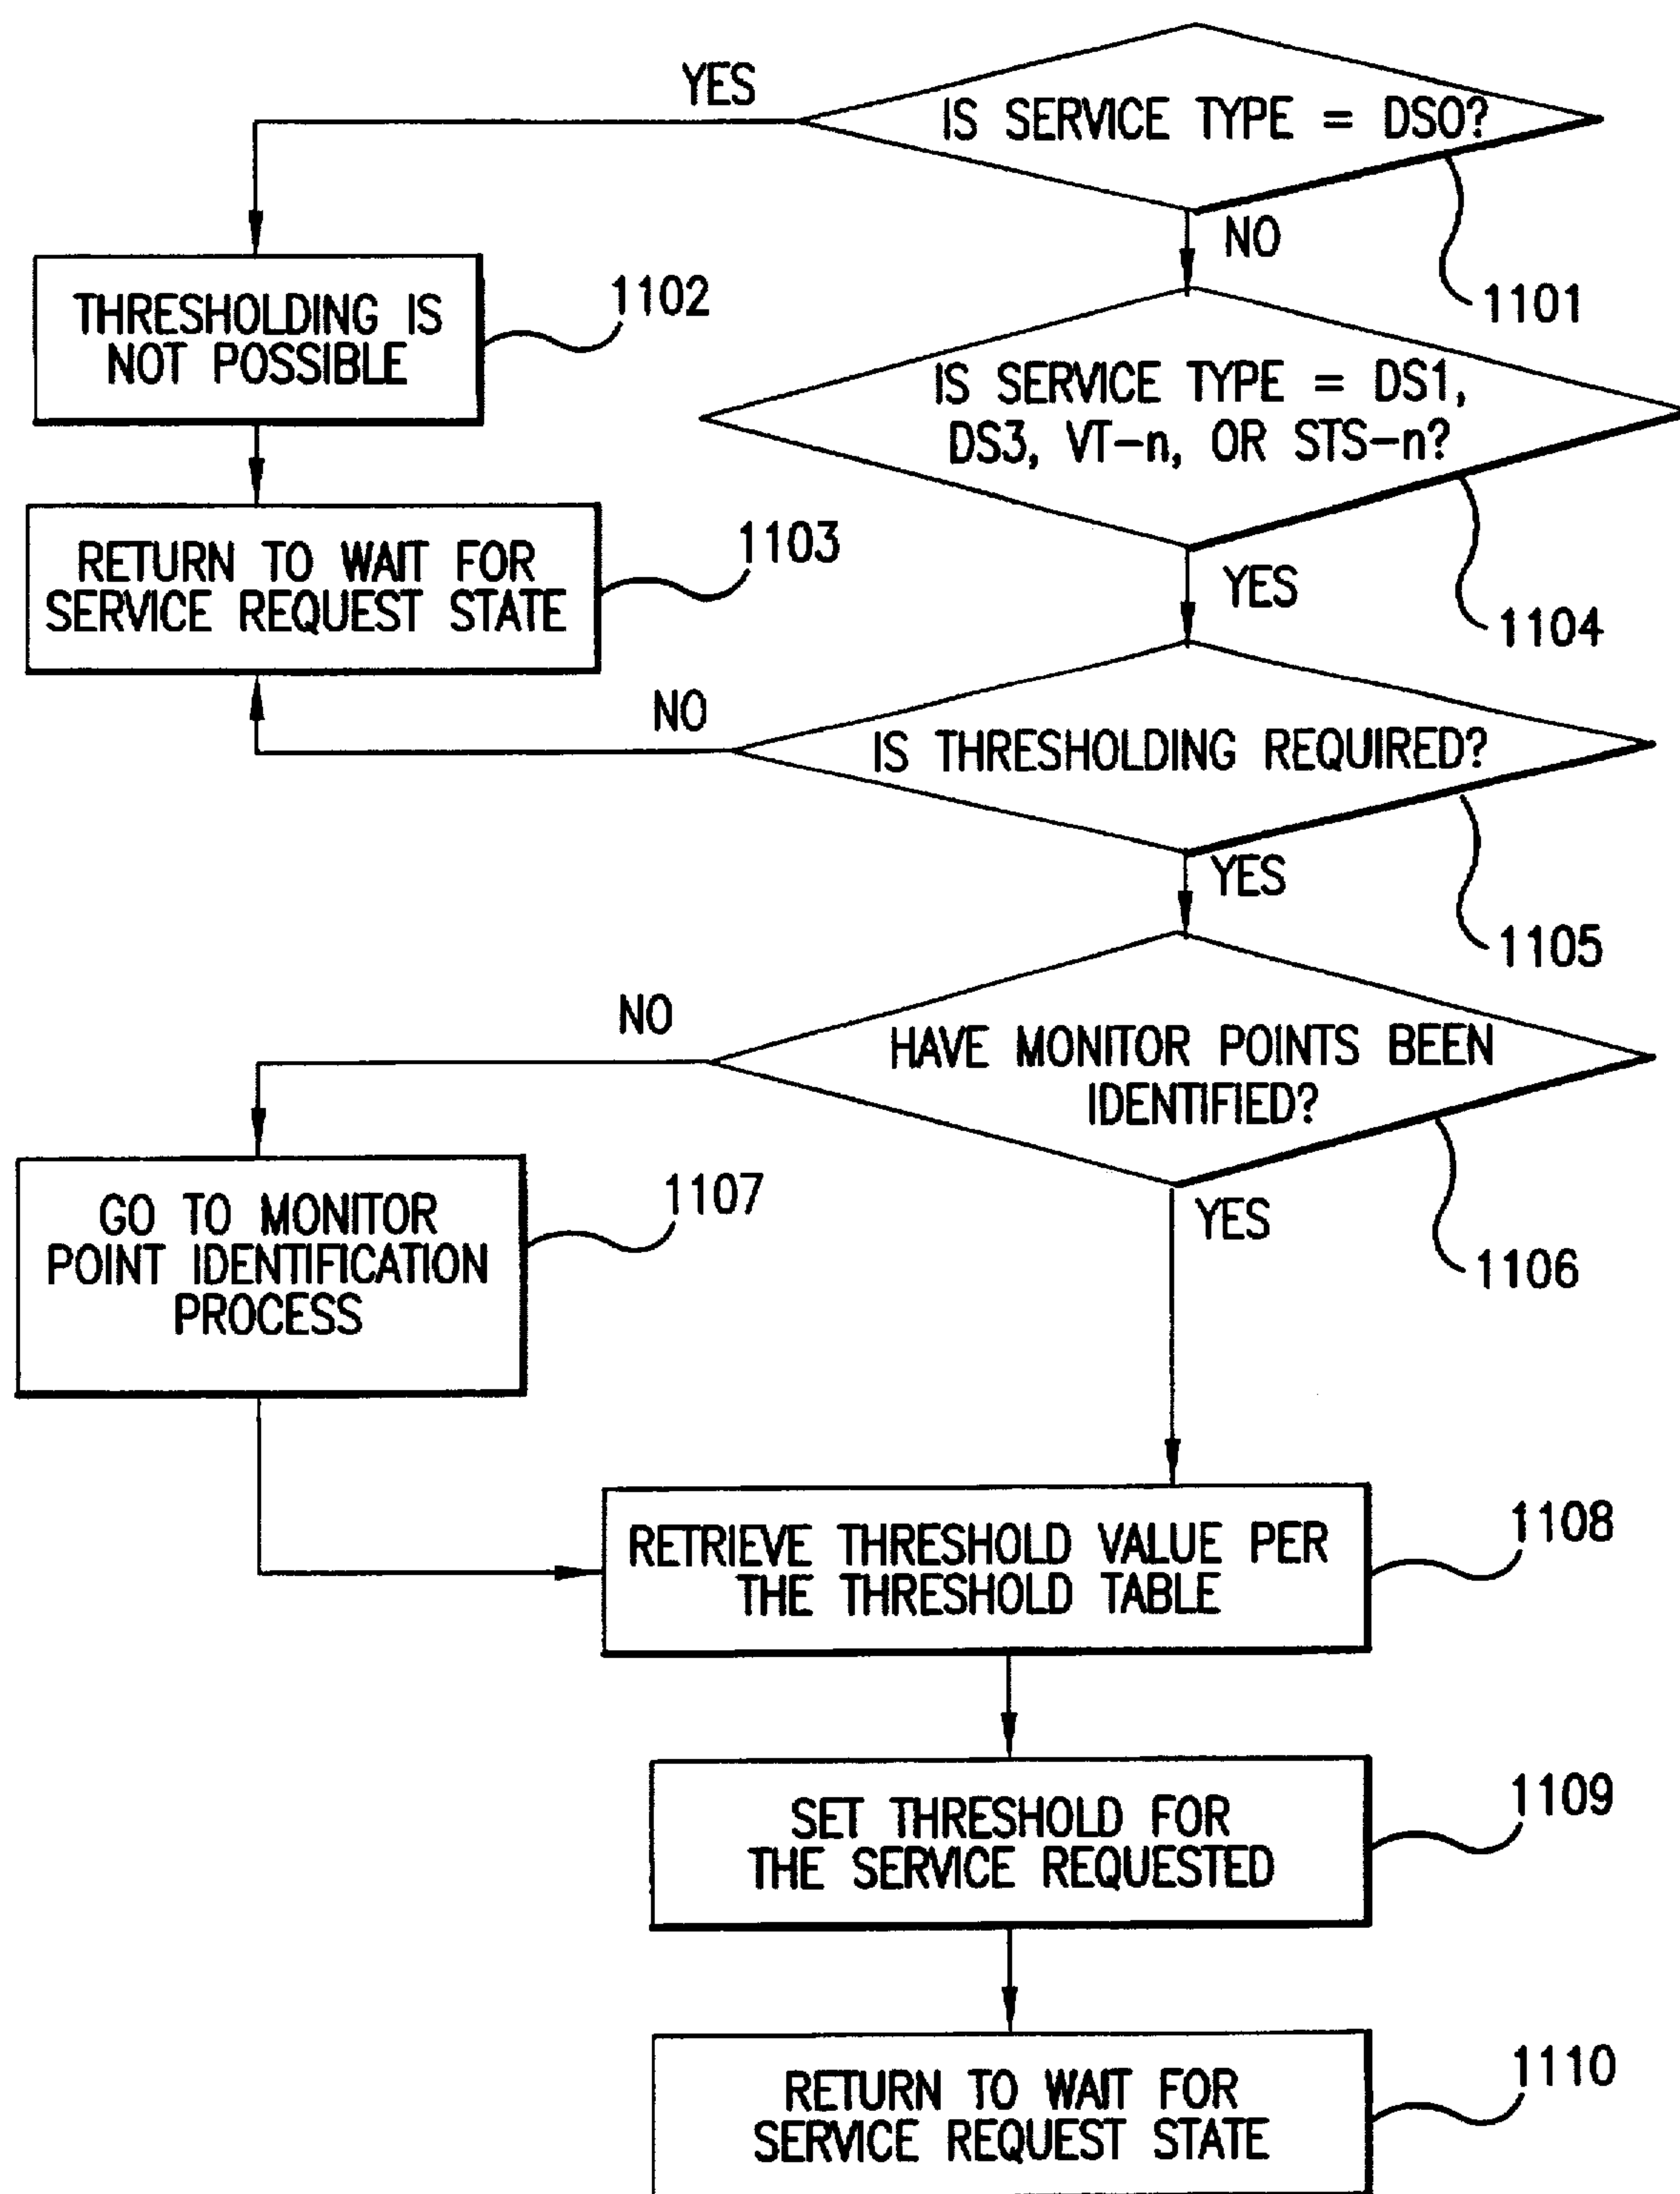 YES
IS SERVICE TYPE = DS0?
NO
1101
THRESHOLDING IS
NOT POSSIBLE
1102
IS SERVICE TYPE = DS1,
DS3, VT-n, OR STS-n?
YES
1104
RETURN TO WAIT FOR
SERVICE REQUEST STATE
1103
NO
IS THRESHOLDING REQUIRED?
YES
1105
NO
HAVE MONITOR POINTS BEEN
IDENTIFIED?
YES
1106
GO TO MONITOR
POINT IDENTIFICATION
PROCESS
1107
RETRIEVE THRESHOLD VALUE PER
THE THRESHOLD TABLE
1108
SET THRESHOLD FOR
THE SERVICE REQUESTED
1109
RETURN TO WAIT FOR
SERVICE REQUEST STATE
1110